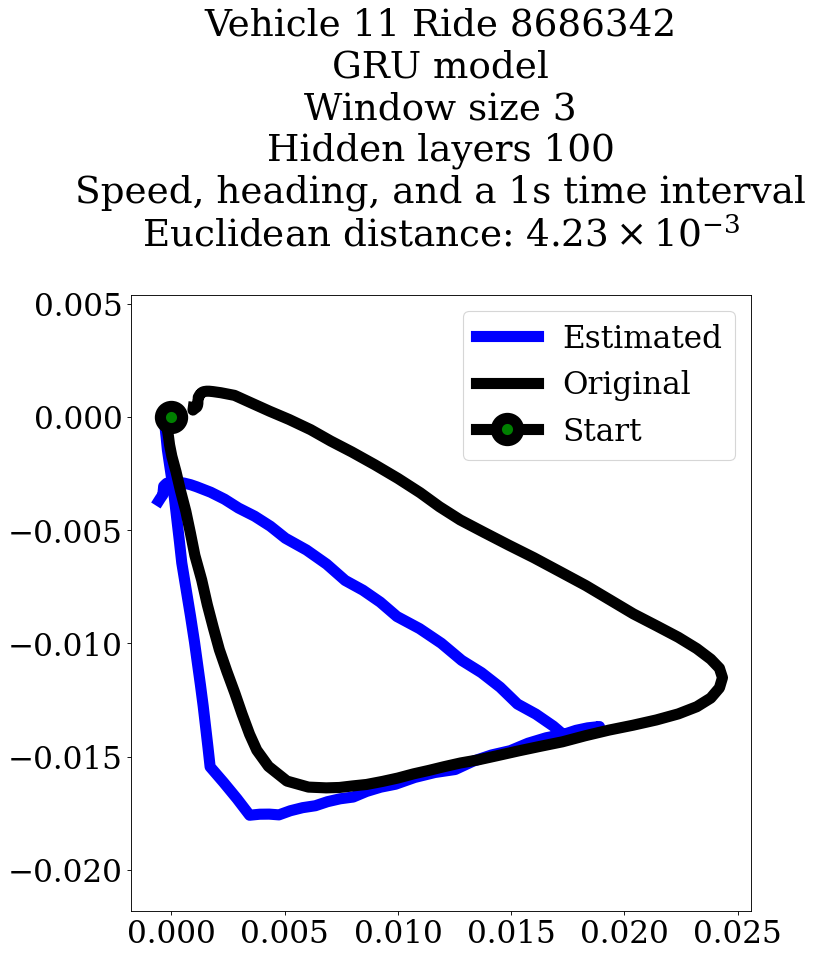 Vehicle 11 Ride 8686342
GRU model
Window size 3
Hidden layers 100
Speed, heading, and a 1s time interval
Euclidean distance: 4.23 × 10⁻³
Estimated
Original
Start
0.005
0.000
−0.005
−0.010
−0.015
−0.020
0.000 0.005 0.010 0.015 0.020 0.025